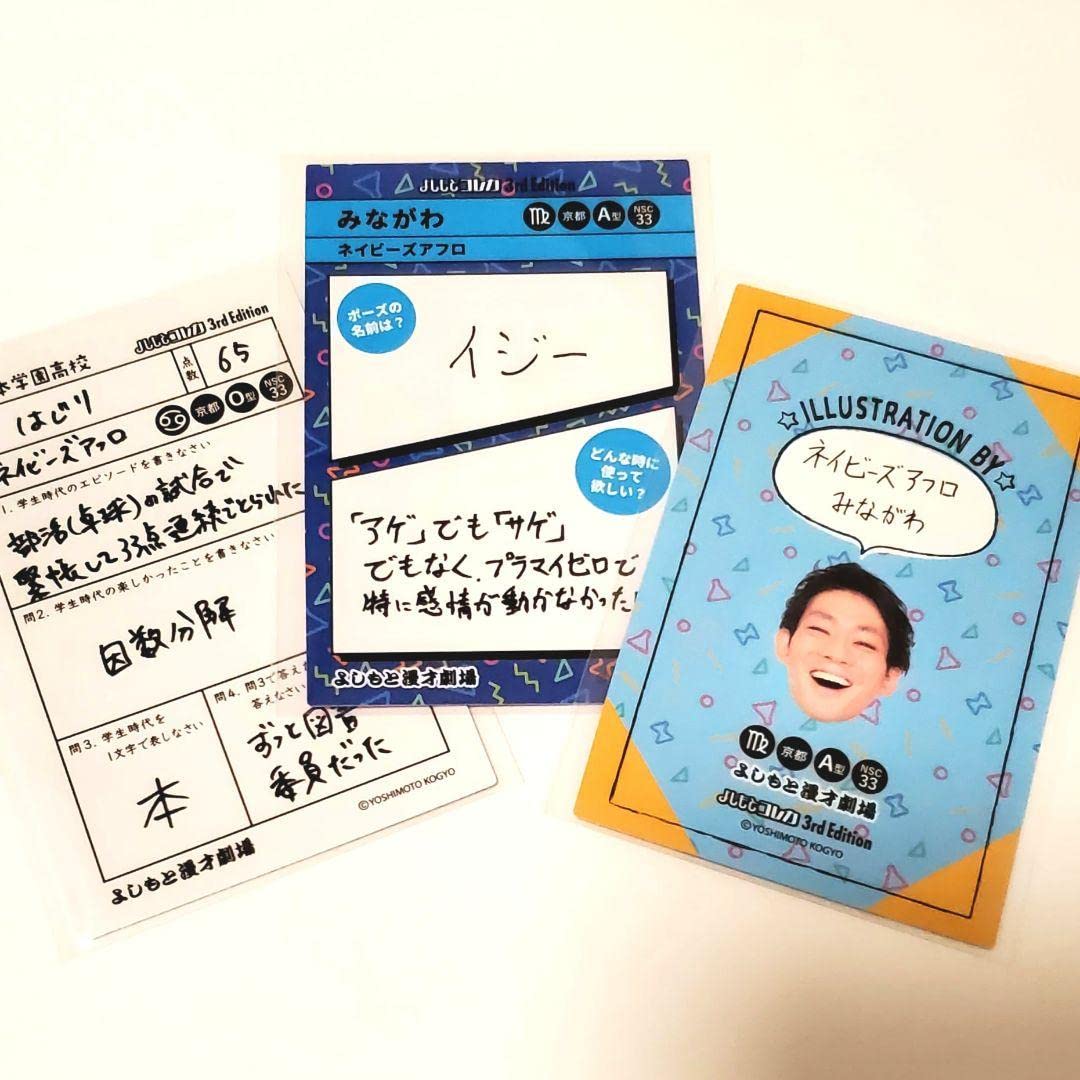 よしもとコレカ 3rd Edition
本学園高校
点数
65
はじり
ネイビーズアフロ
京都
O型
NSC 33
1. 学生時代のエピソードを書きなさい
部活(卓球)の試合で
緊張して33点連続でとられた
問2. 学生時代の楽しかったことを書きなさい
因数分解
問3. 学生時代を
1文字で表しなさい
本
問4. 問3で答え
答えなさい
ずっと図書
委員だった
©YOSHIMOTO KOGYO
よしもと漫才劇場
よしもとコレカ 3rd Edition
みながわ
京都
A型
NSC 33
ネイビーズアフロ
ポーズの
名前は?
イジー
どんな時に
使って
欲しい?
「アゲ」でも「サゲ」
でもなく、プラマイゼロで
特に感情が動かなかった
よしもと漫才劇場
ILLUSTRATION BY
ネイビーズアフロ
みながわ
京都
A型
NSC 33
よしもと漫才劇場
よしもとコレカ 3rd Edition
©YOSHIMOTO KOGYO